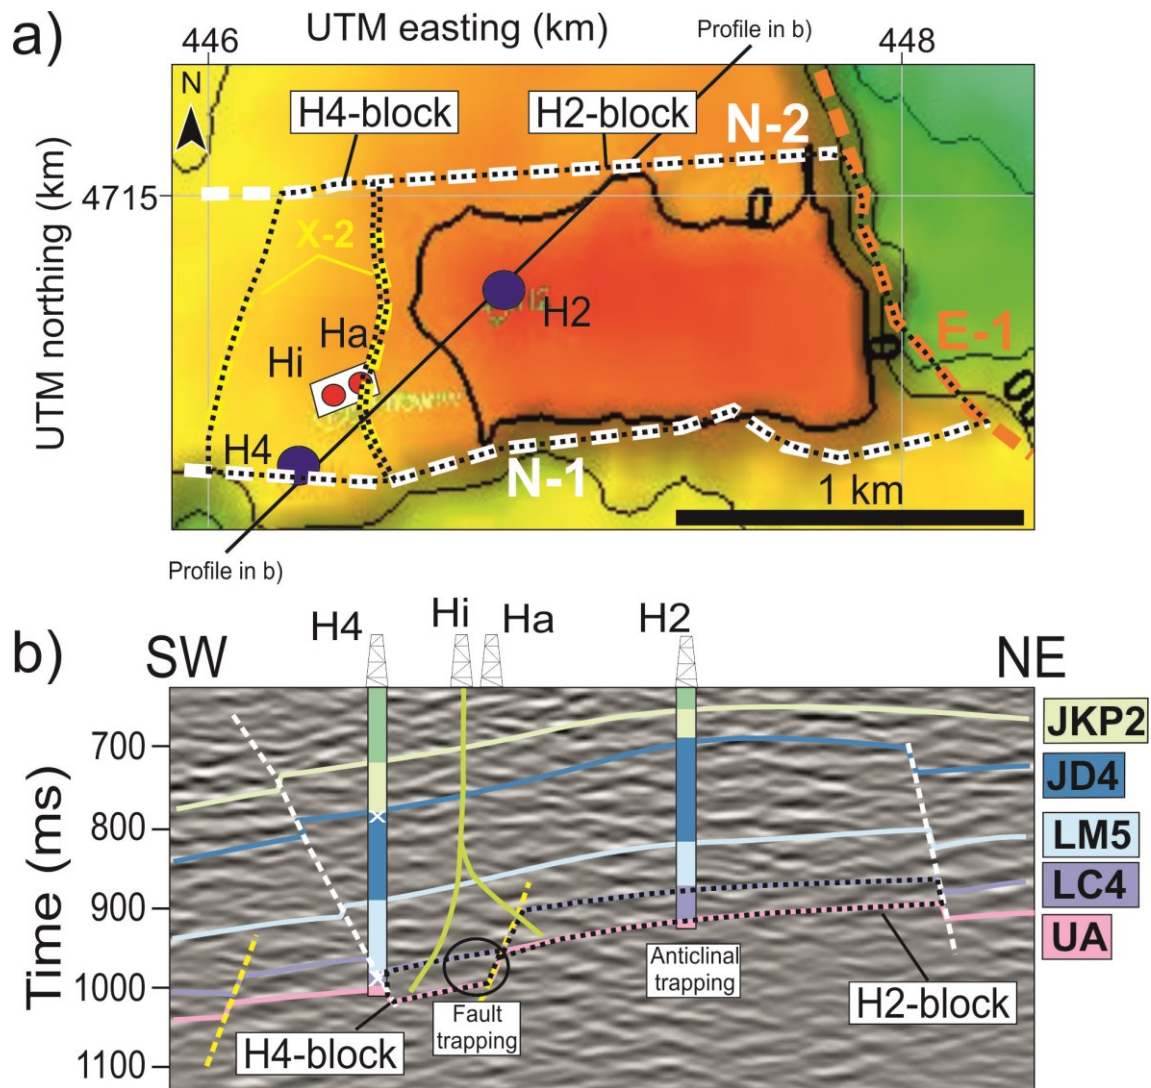 a)
UTM easting (km)
Profile in b)
446
448
N
H4-block
H2-block
N-2
4715
UTM northing (km)
X-2
H2
Ha
Hi
E-1
H4
N-1
1 km
Profile in b)
0
b)
SW
H4
Hi
Ha
H2
NE
Time (ms)
700
800
900
1000
1100
JKP2
JD4
LM5
LC4
UA
Anticlinal
trapping
H2-block
Fault
trapping
H4-block